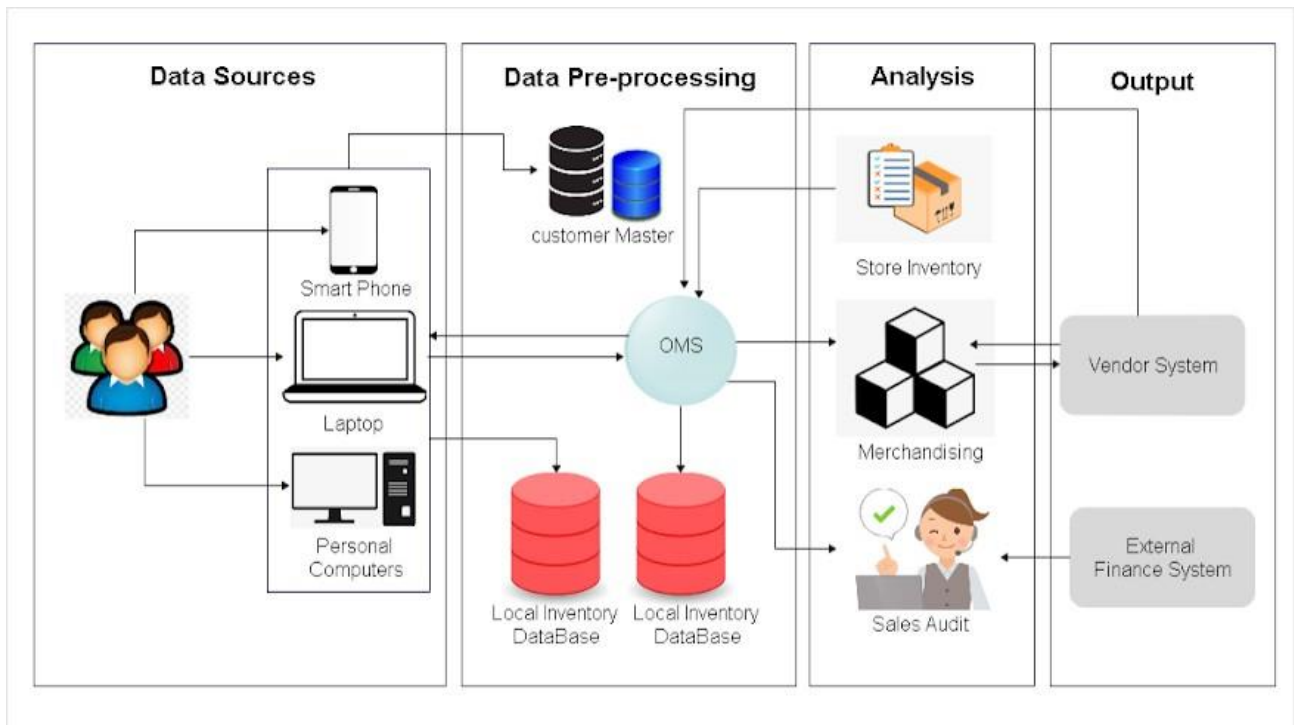 Data Sources
Data Pre-processing
Analysis
Output
customer Master
Smart Phone
Store Inventory
OMS
Vendor System
Laptop
Merchandising
Personal
Computers
External
Finance System
Local Inventory
DataBase
Local Inventory
DataBase
Sales Audit